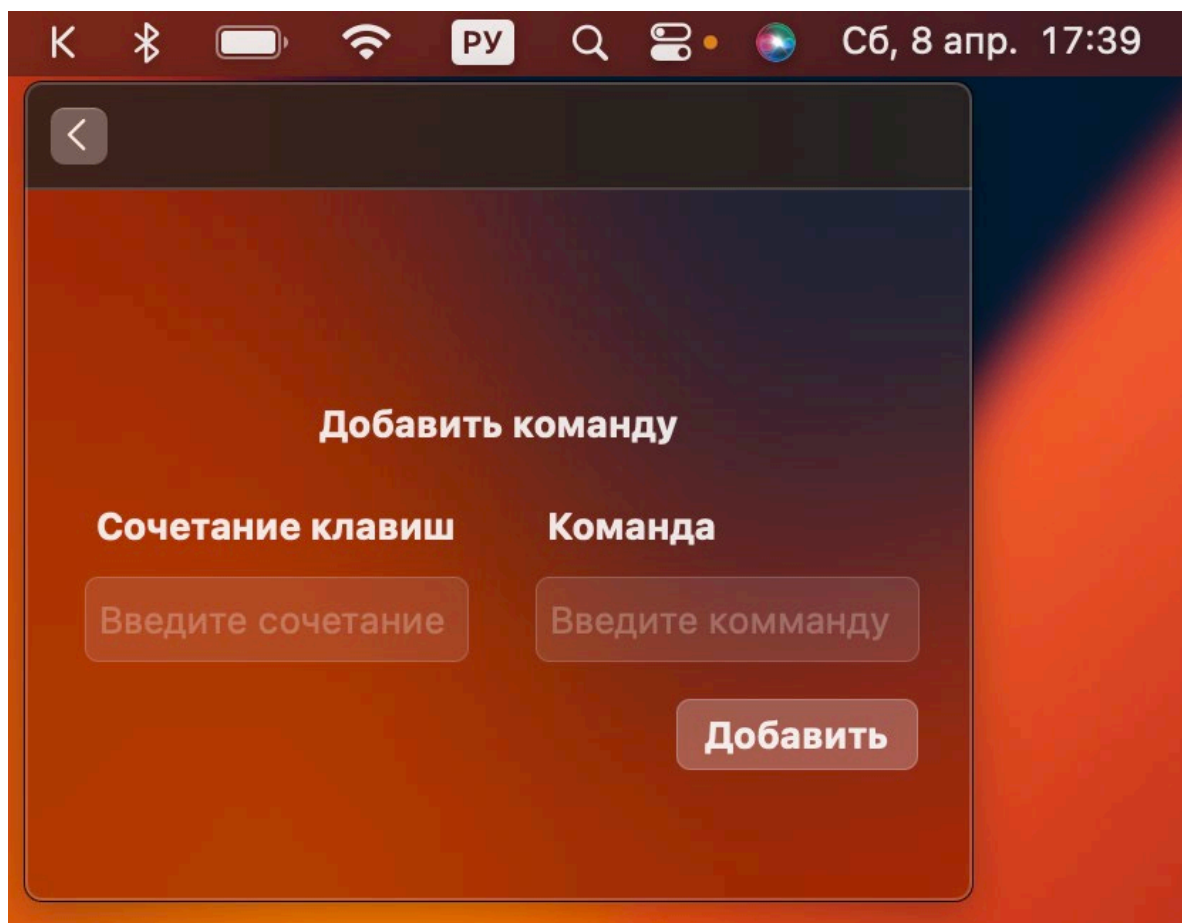 K РУ Сб, 8 апр. 17:39
Добавить команду
Сочетание клавиш Команда
Введите сочетание Введите комманду
Добавить